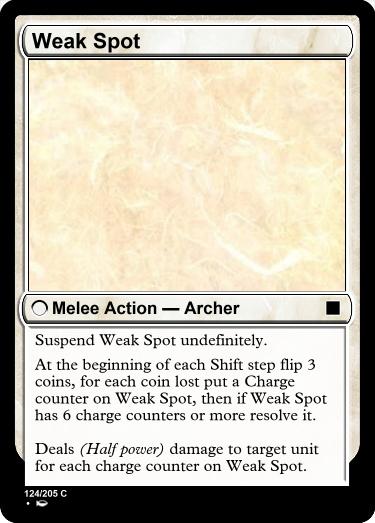 Weak Spot
Melee Action — Archer
Suspend Weak Spot undefinitely.
At the beginning of each Shift step flip 3
coins, for each coin lost put a Charge
counter on Weak Spot, then if Weak Spot
has 6 charge counters or more resolve it.
Deals (Half power) damage to target unit
for each charge counter on Weak Spot.
124/205 C